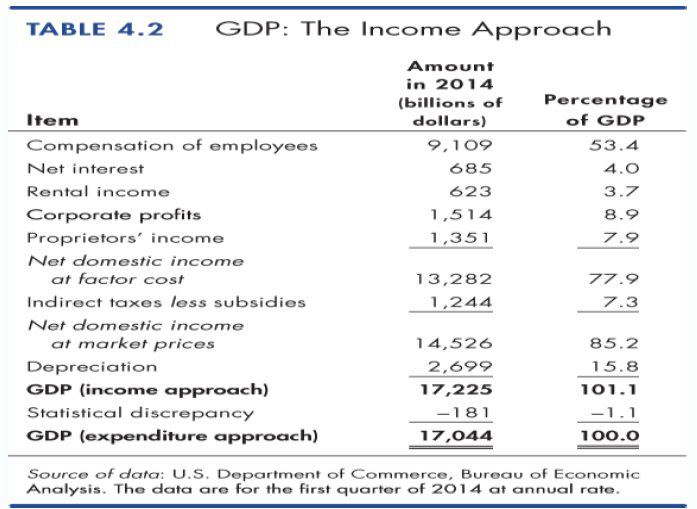 TABLE 4.2 GDP: The Income Approach
Amount
in 2014
(billions of Percentage
Item dollars) of GDP
Compensation of employees 9,109 53.4
Net interest 685 4.0
Rental income 623 3.7
Corporate profits 1,514 8.9
Proprietors' income 1,351 7.9
Net domestic income
at factor cost 13,282 77.9
Indirect taxes less subsidies 1,244 7.3
Net domestic income
at market prices 14,526 85.2
Depreciation 2,699 15.8
GDP (income approach) 17,225 101.1
Statistical discrepancy –181 –1.1
GDP (expenditure approach) 17,044 100.0
Source of data: U.S. Department of Commerce, Bureau of Economic
Analysis. The data are for the first quarter of 2014 at annual rate.